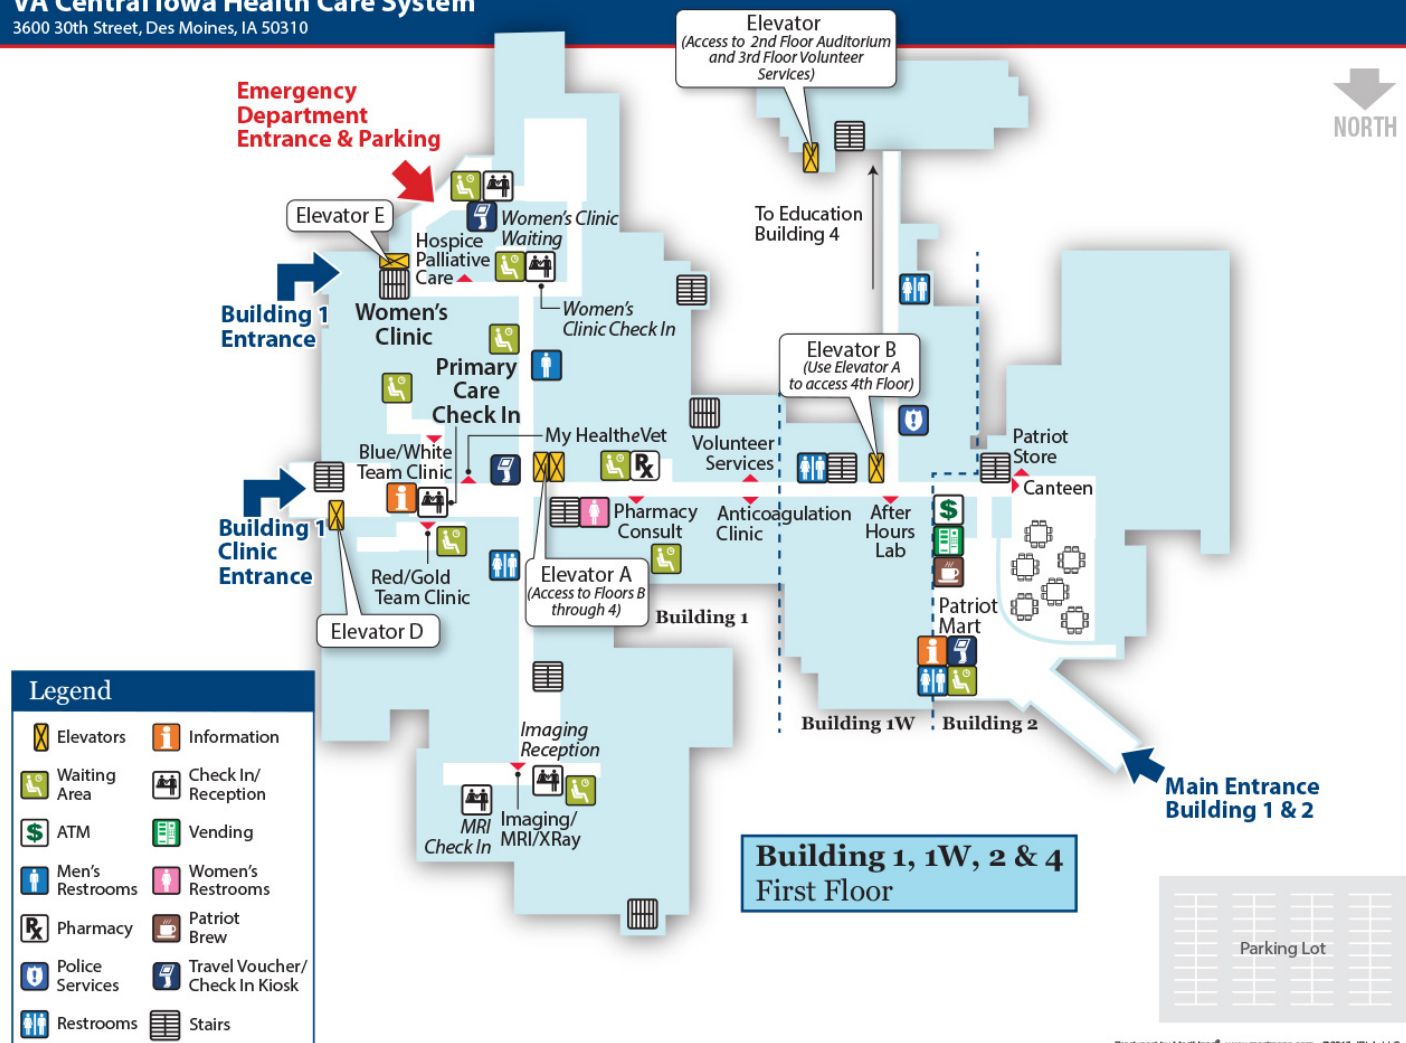 VA Central Iowa Health Care System
3600 30th Street, Des Moines, IA 50310
Elevator
(Access to 2nd Floor Auditorium
and 3rd Floor Volunteer
Services)
NORTH
Emergency
Department
Entrance & Parking
Elevator E
Women's Clinic
Waiting
Hospice
Palliative
Care
To Education
Building 4
Building 1
Entrance
Women's
Clinic
Women's
Clinic Check In
Primary
Care
Check In
Elevator B
(Use Elevator A
to access 4th Floor)
My HealtheVet
Blue/White
Team Clinic
Volunteer
Services
Patriot
Store
Canteen
Building 1
Clinic
Entrance
Pharmacy
Consult
Anticoagulation
Clinic
After
Hours
Lab
Red/Gold
Team Clinic
Elevator A
(Access to Floors B
through 4)
Elevator D
Building 1
Patriot
Mart
Building 1W
Building 2
Imaging
Reception
MRI
Check In
Imaging/
MRI/XRay
Main Entrance
Building 1 & 2
Building 1, 1W, 2 & 4
First Floor
Parking Lot
Legend
Elevators
Information
Waiting
Area
Check In/
Reception
$ ATM
Vending
Men's
Restrooms
Women's
Restrooms
Rx Pharmacy
Patriot
Brew
Police
Services
Travel Voucher/
Check In Kiosk
Restrooms
Stairs